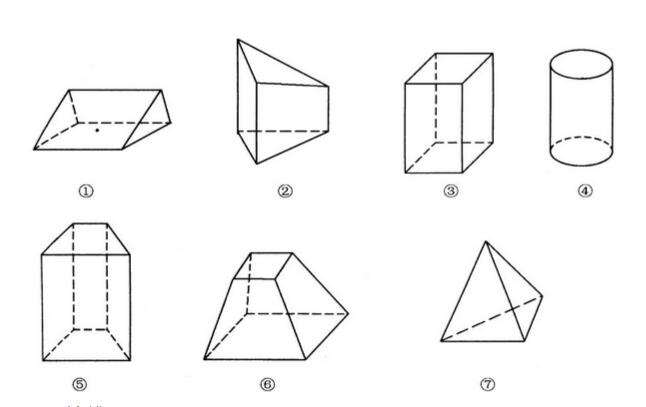 ① ② ③ ④
⑤ ⑥ ⑦